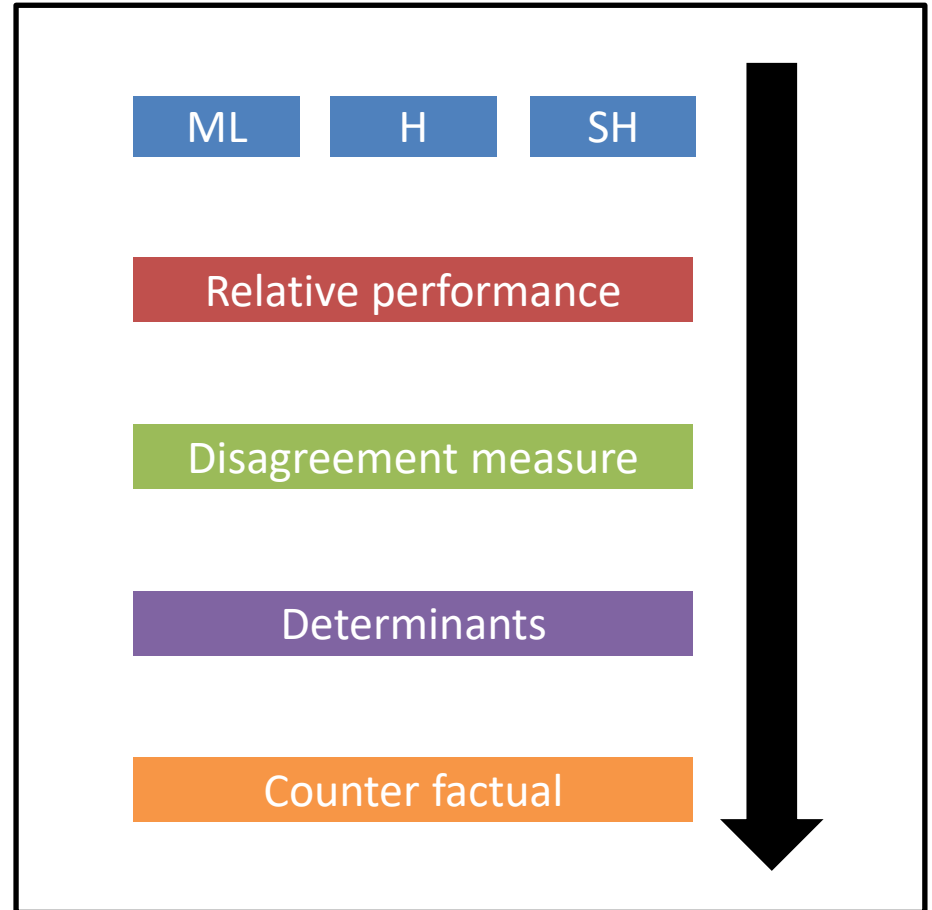 ML H SH
Relative performance
Disagreement measure
Determinants
Counter factual